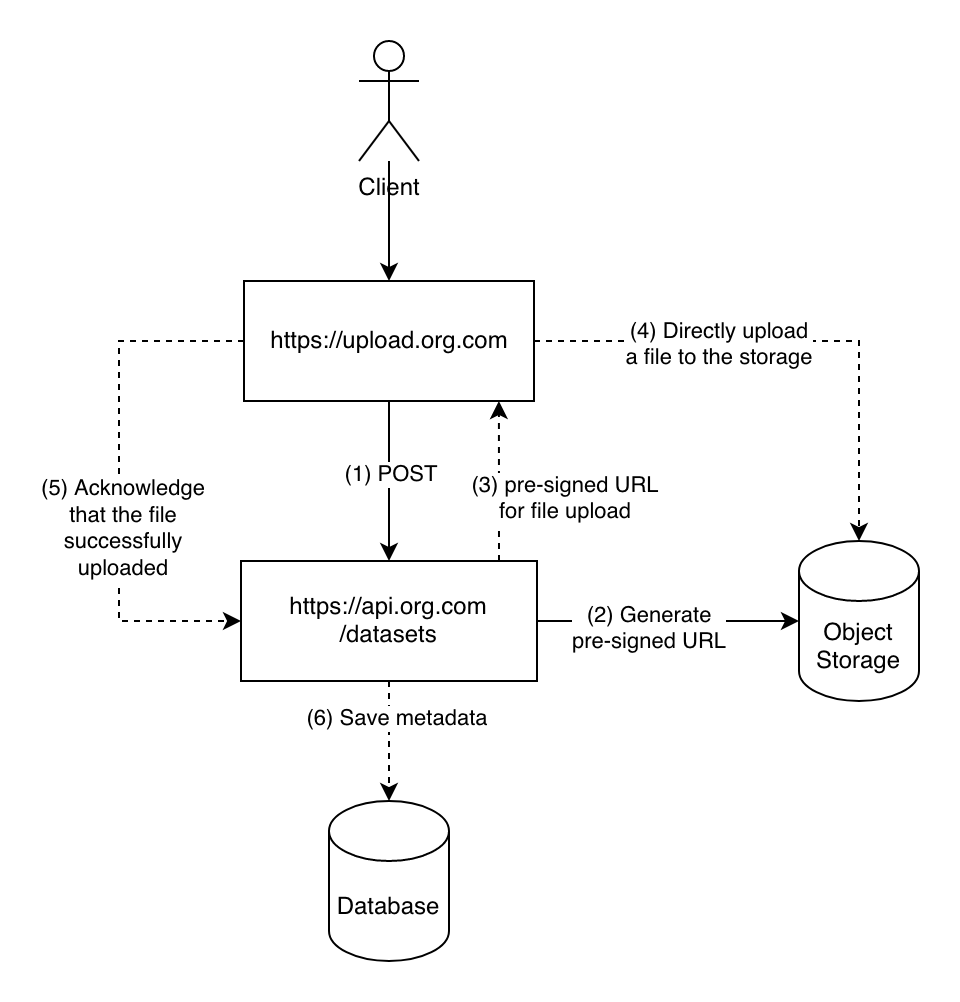 Client
https://upload.org.com
(4) Directly upload
a file to the storage
(1) POST
(3) pre-signed URL
for file upload
(5) Acknowledge
that the file
successfully
uploaded
https://api.org.com
/datasets
(2) Generate
pre-signed URL
Object
Storage
(6) Save metadata
Database